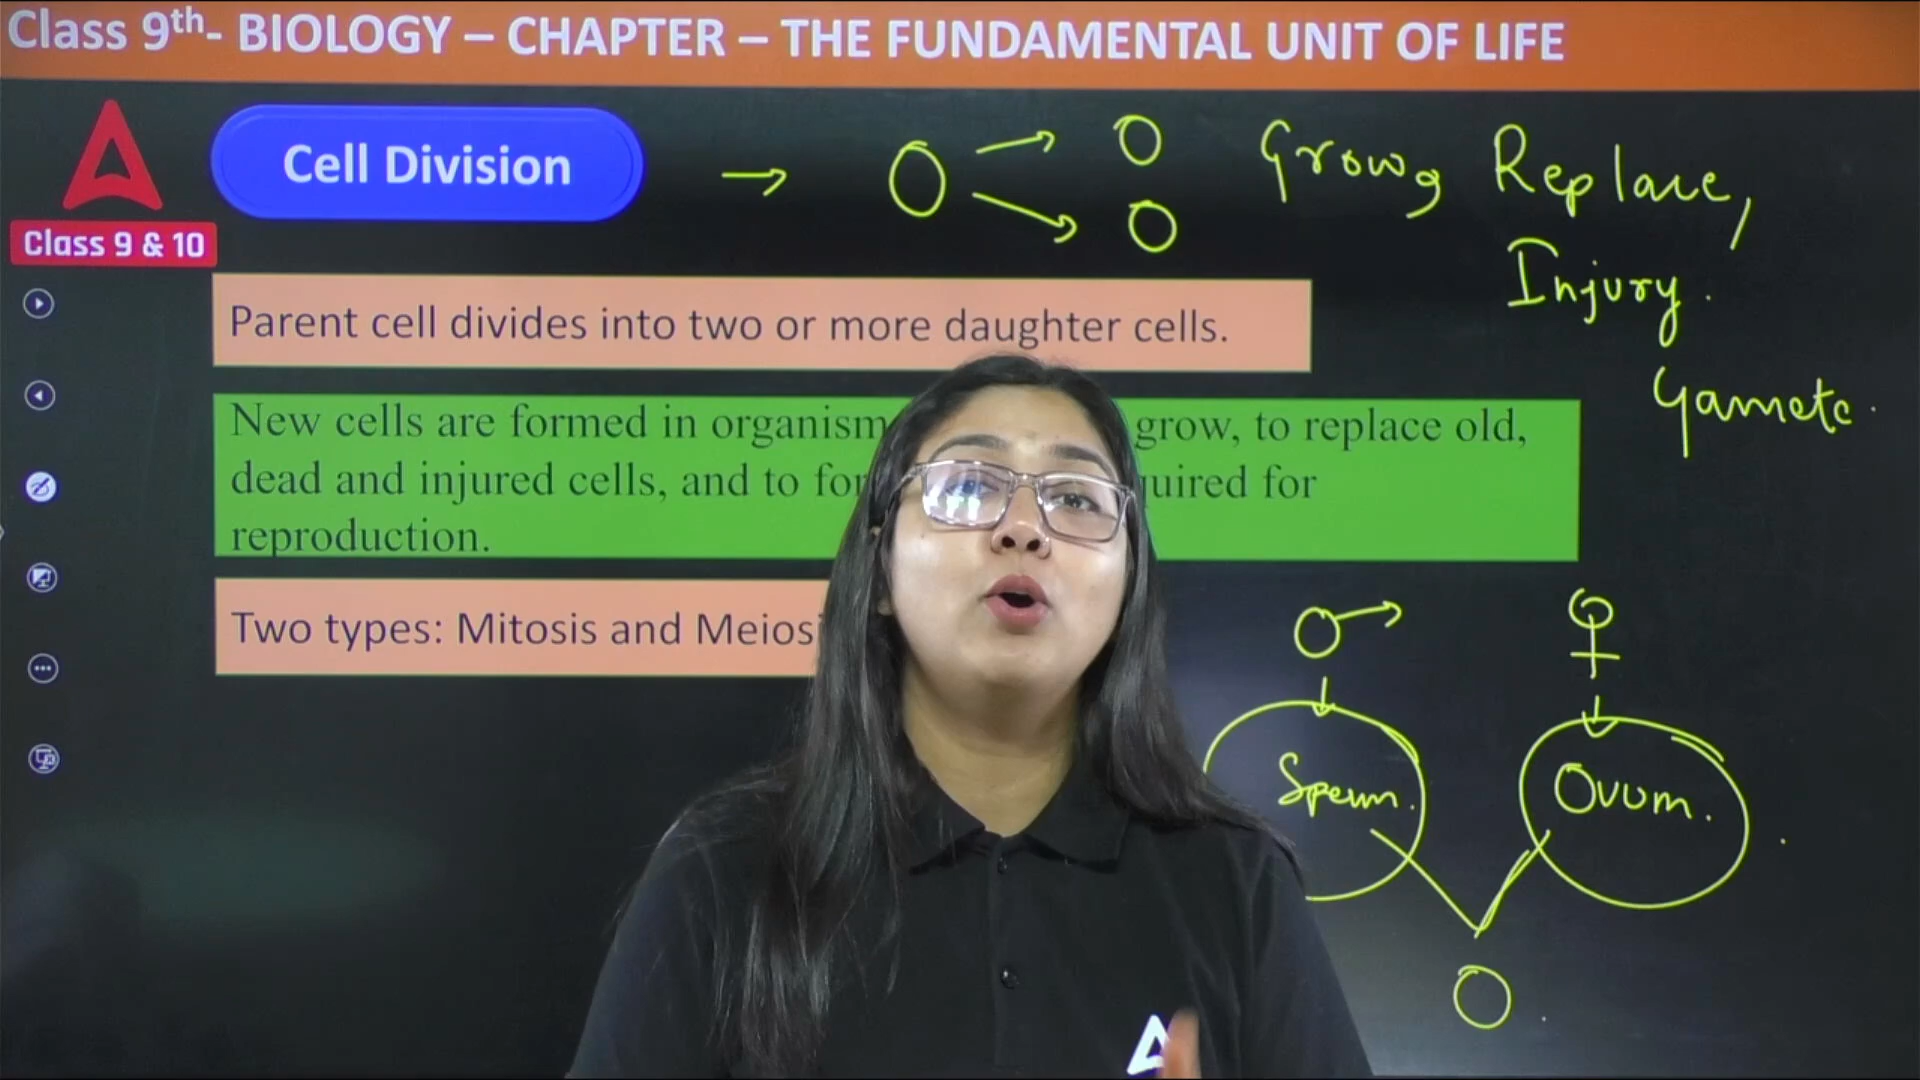 Class 9th- BIOLOGY – CHAPTER – THE FUNDAMENTAL UNIT OF LIFE
Cell Division
Grow, Replace,
Injury.
Gamete.
Class 9 & 10
Parent cell divides into two or more daughter cells.
New cells are formed in organism grow, to replace old,
dead and injured cells, and to for uired for
reproduction.
Two types: Mitosis and Meiosi
Sperm.
Ovum.